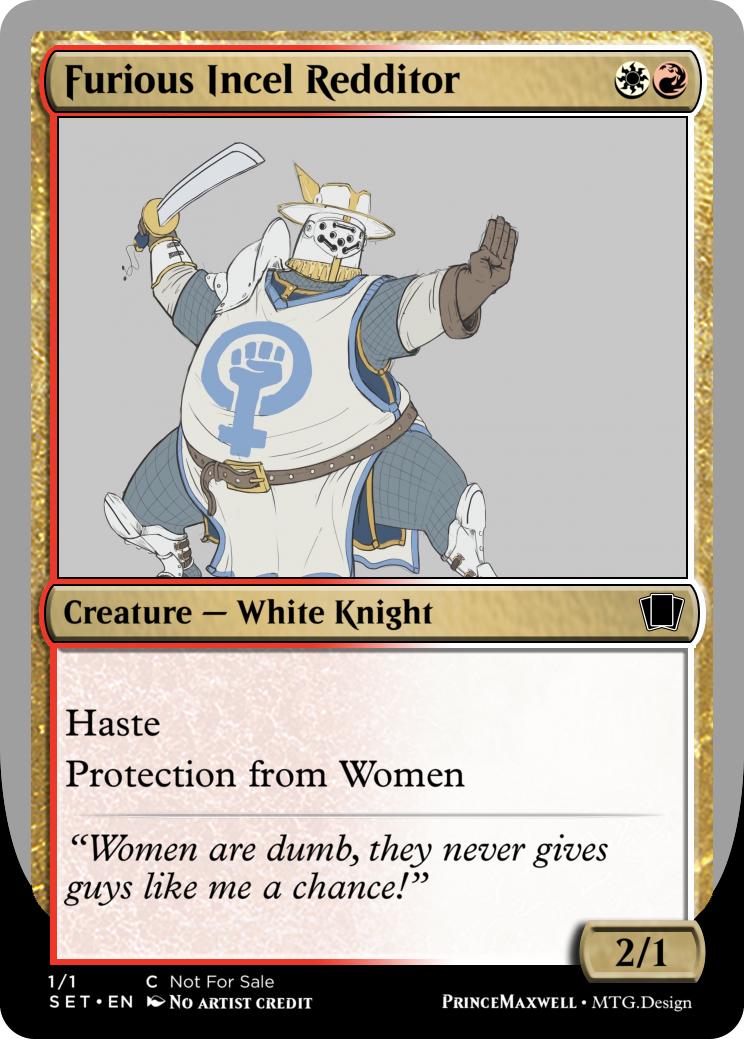 Furious Incel Redditor
Creature — White Knight
Haste
Protection from Women
“Women are dumb, they never gives
guys like me a chance!”
2/1
1/1 C Not For Sale
SET • EN No artist credit PrinceMaxwell • MTG.Design